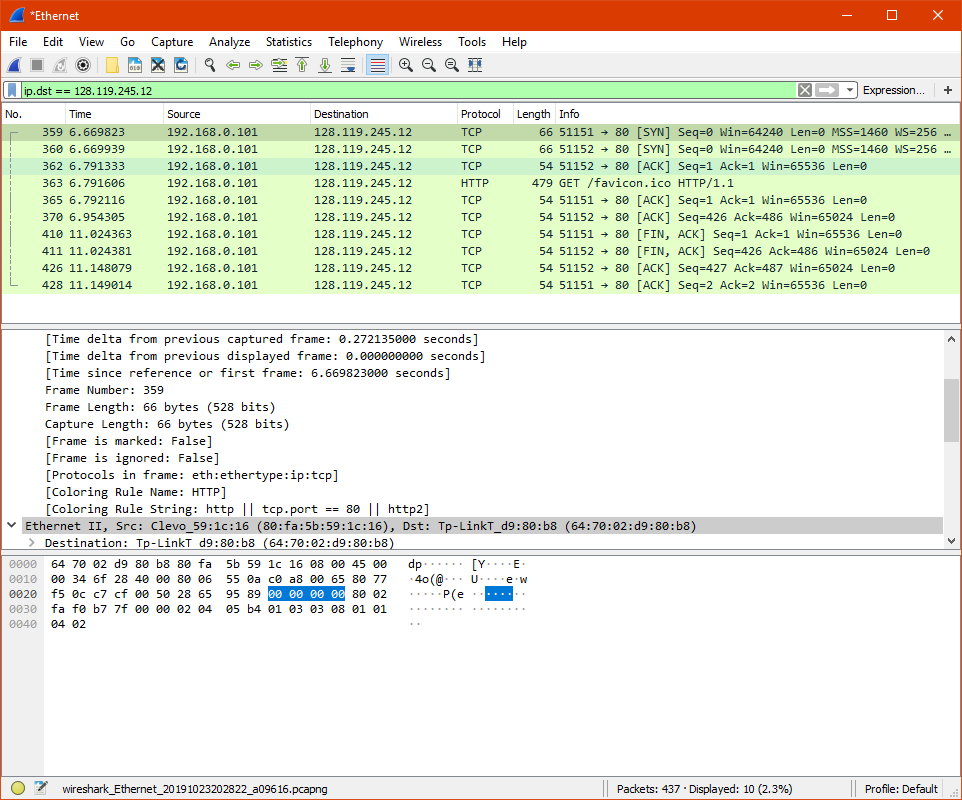 *Ethernet
File Edit View Go Capture Analyze Statistics Telephony Wireless Tools Help
ip.dst == 128.119.245.12 Expression… +
No. Time Source Destination Protocol Length Info
359 6.669823 192.168.0.101 128.119.245.12 TCP 66 51151 → 80 [SYN] Seq=0 Win=64240 Len=0 MSS=1460 WS=256 …
360 6.669939 192.168.0.101 128.119.245.12 TCP 66 51152 → 80 [SYN] Seq=0 Win=64240 Len=0 MSS=1460 WS=256 …
362 6.791333 192.168.0.101 128.119.245.12 TCP 54 51152 → 80 [ACK] Seq=1 Ack=1 Win=65536 Len=0
363 6.791606 192.168.0.101 128.119.245.12 HTTP 479 GET /favicon.ico HTTP/1.1
365 6.792116 192.168.0.101 128.119.245.12 TCP 54 51151 → 80 [ACK] Seq=1 Ack=1 Win=65536 Len=0
370 6.954305 192.168.0.101 128.119.245.12 TCP 54 51152 → 80 [ACK] Seq=426 Ack=486 Win=65024 Len=0
410 11.024363 192.168.0.101 128.119.245.12 TCP 54 51151 → 80 [FIN, ACK] Seq=1 Ack=1 Win=65536 Len=0
411 11.024381 192.168.0.101 128.119.245.12 TCP 54 51152 → 80 [FIN, ACK] Seq=426 Ack=486 Win=65024 Len=0
426 11.148079 192.168.0.101 128.119.245.12 TCP 54 51152 → 80 [ACK] Seq=427 Ack=487 Win=65024 Len=0
428 11.149014 192.168.0.101 128.119.245.12 TCP 54 51151 → 80 [ACK] Seq=2 Ack=2 Win=65536 Len=0
[Time delta from previous captured frame: 0.272135000 seconds]
[Time delta from previous displayed frame: 0.000000000 seconds]
[Time since reference or first frame: 6.669823000 seconds]
Frame Number: 359
Frame Length: 66 bytes (528 bits)
Capture Length: 66 bytes (528 bits)
[Frame is marked: False]
[Frame is ignored: False]
[Protocols in frame: eth:ethertype:ip:tcp]
[Coloring Rule Name: HTTP]
[Coloring Rule String: http || tcp.port == 80 || http2]
Ethernet II, Src: Clevo_59:1c:16 (80:fa:5b:59:1c:16), Dst: Tp-LinkT_d9:80:b8 (64:70:02:d9:80:b8)
Destination: Tp-LinkT_d9:80:b8 (64:70:02:d9:80:b8)
0000 64 70 02 d9 80 b8 80 fa 5b 59 1c 16 08 00 45 00 dp······ [Y····E·
0010 00 34 6f 28 40 00 80 06 55 0a c0 a8 00 65 80 77 ·4o(@··· U····e·w
0020 f5 0c c7 cf 00 50 28 65 95 89 00 00 00 00 80 02 ·····P(e ········
0030 fa f0 b7 7f 00 00 02 04 05 b4 01 03 03 08 01 01 ········ ········
0040 04 02 ··
wireshark_Ethernet_20191023202822_a09616.pcapng Packets: 437 · Displayed: 10 (2.3%) Profile: Default